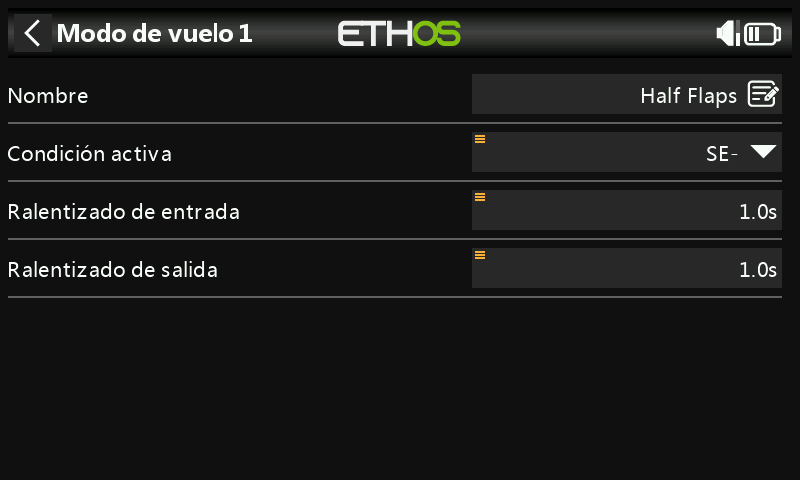 Modo de vuelo 1
ETHOS
Nombre
Half Flaps
Condición activa
SE-
Ralentizado de entrada
1.0s
Ralentizado de salida
1.0s